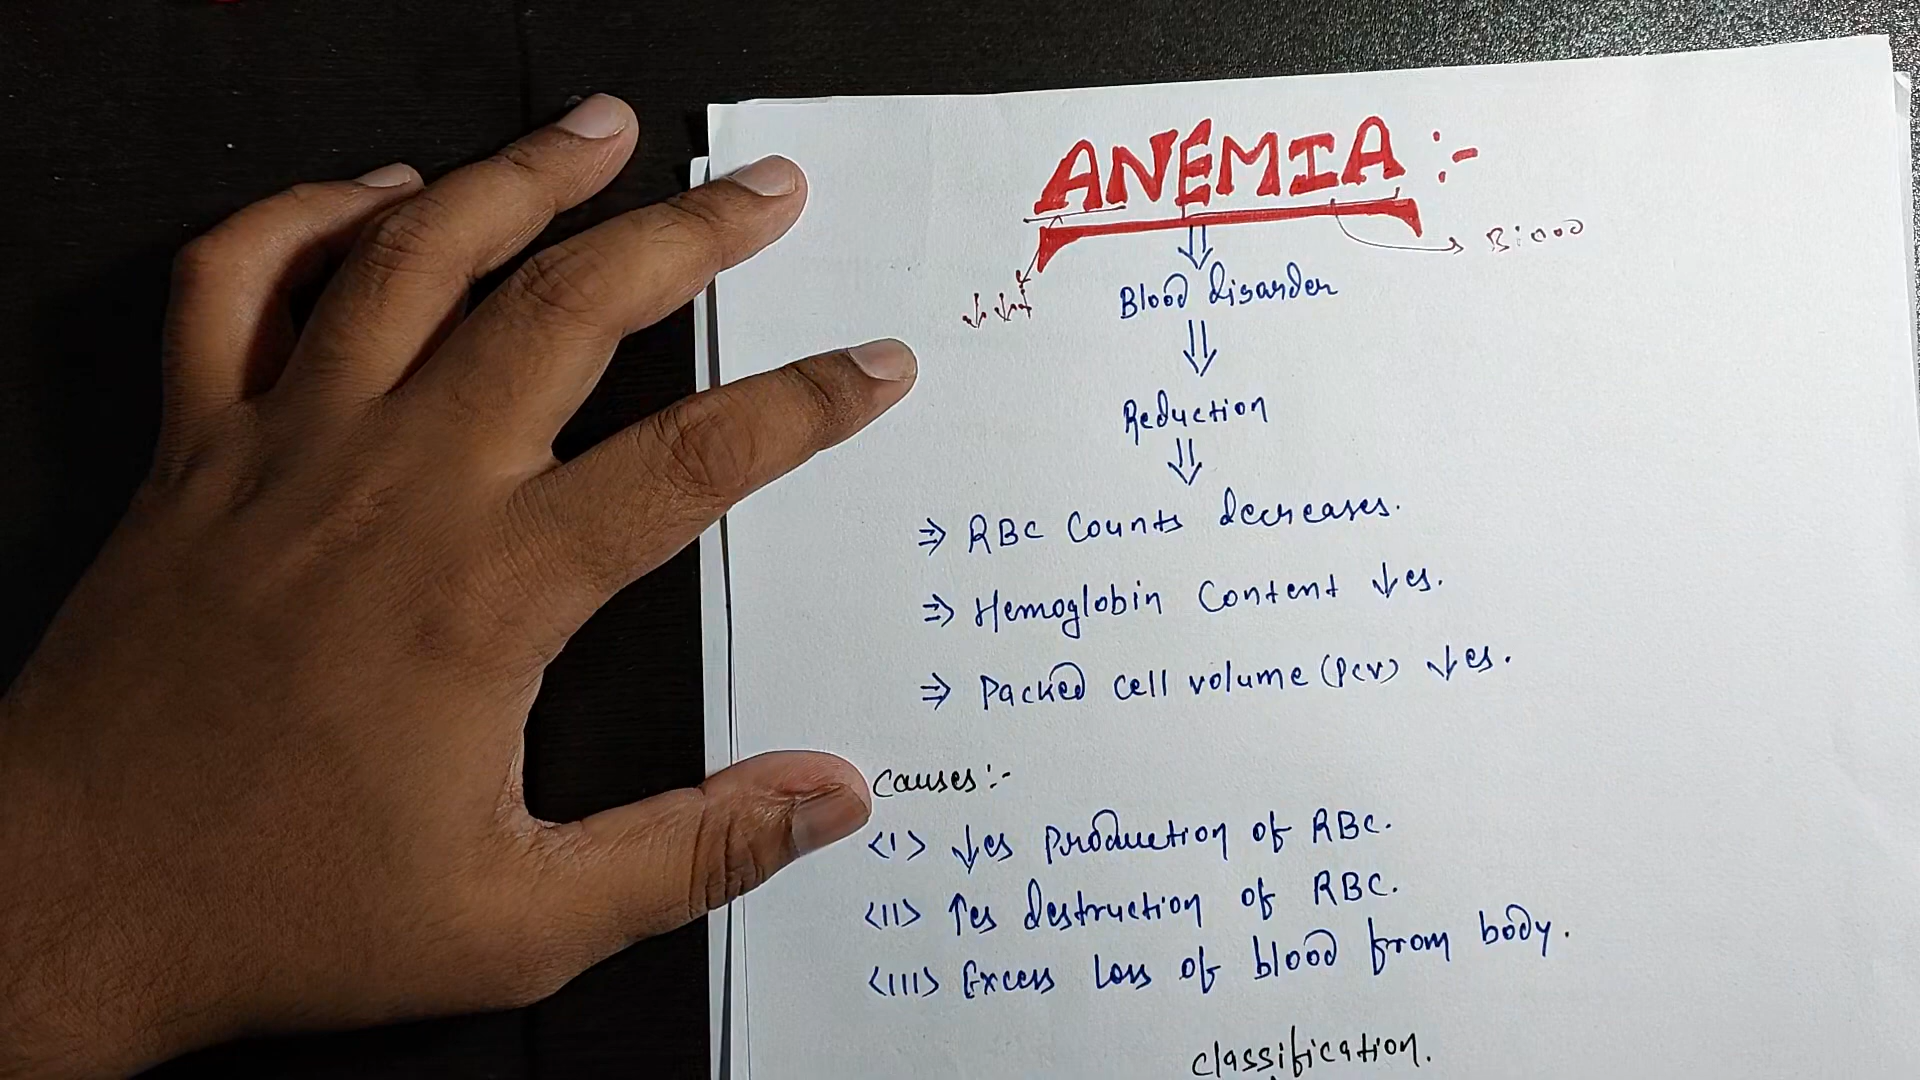 ANEMIA :-
Blood
↓↓
Blood disorder
Reduction
⇒ RBC Counts decreases.
⇒ Hemoglobin Content ↓es.
⇒ Packed cell volume (PCV) ↓es.
Causes :-
<I> ↓es Production of RBC.
<II> ↑es destruction of RBC.
<III> Excess Loss of blood from body.
classification.